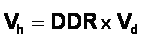 Vh = DDR x Vd